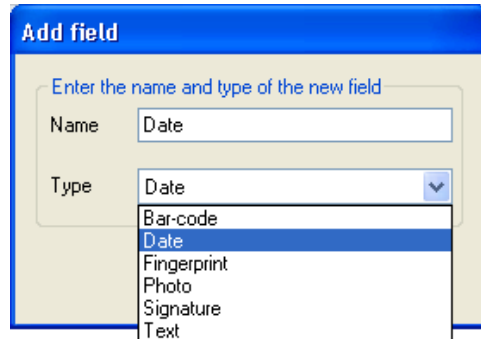 Add field
Enter the name and type of the new field
Name Date
Type Date
Bar-code
Date
Fingerprint
Photo
Signature
Text